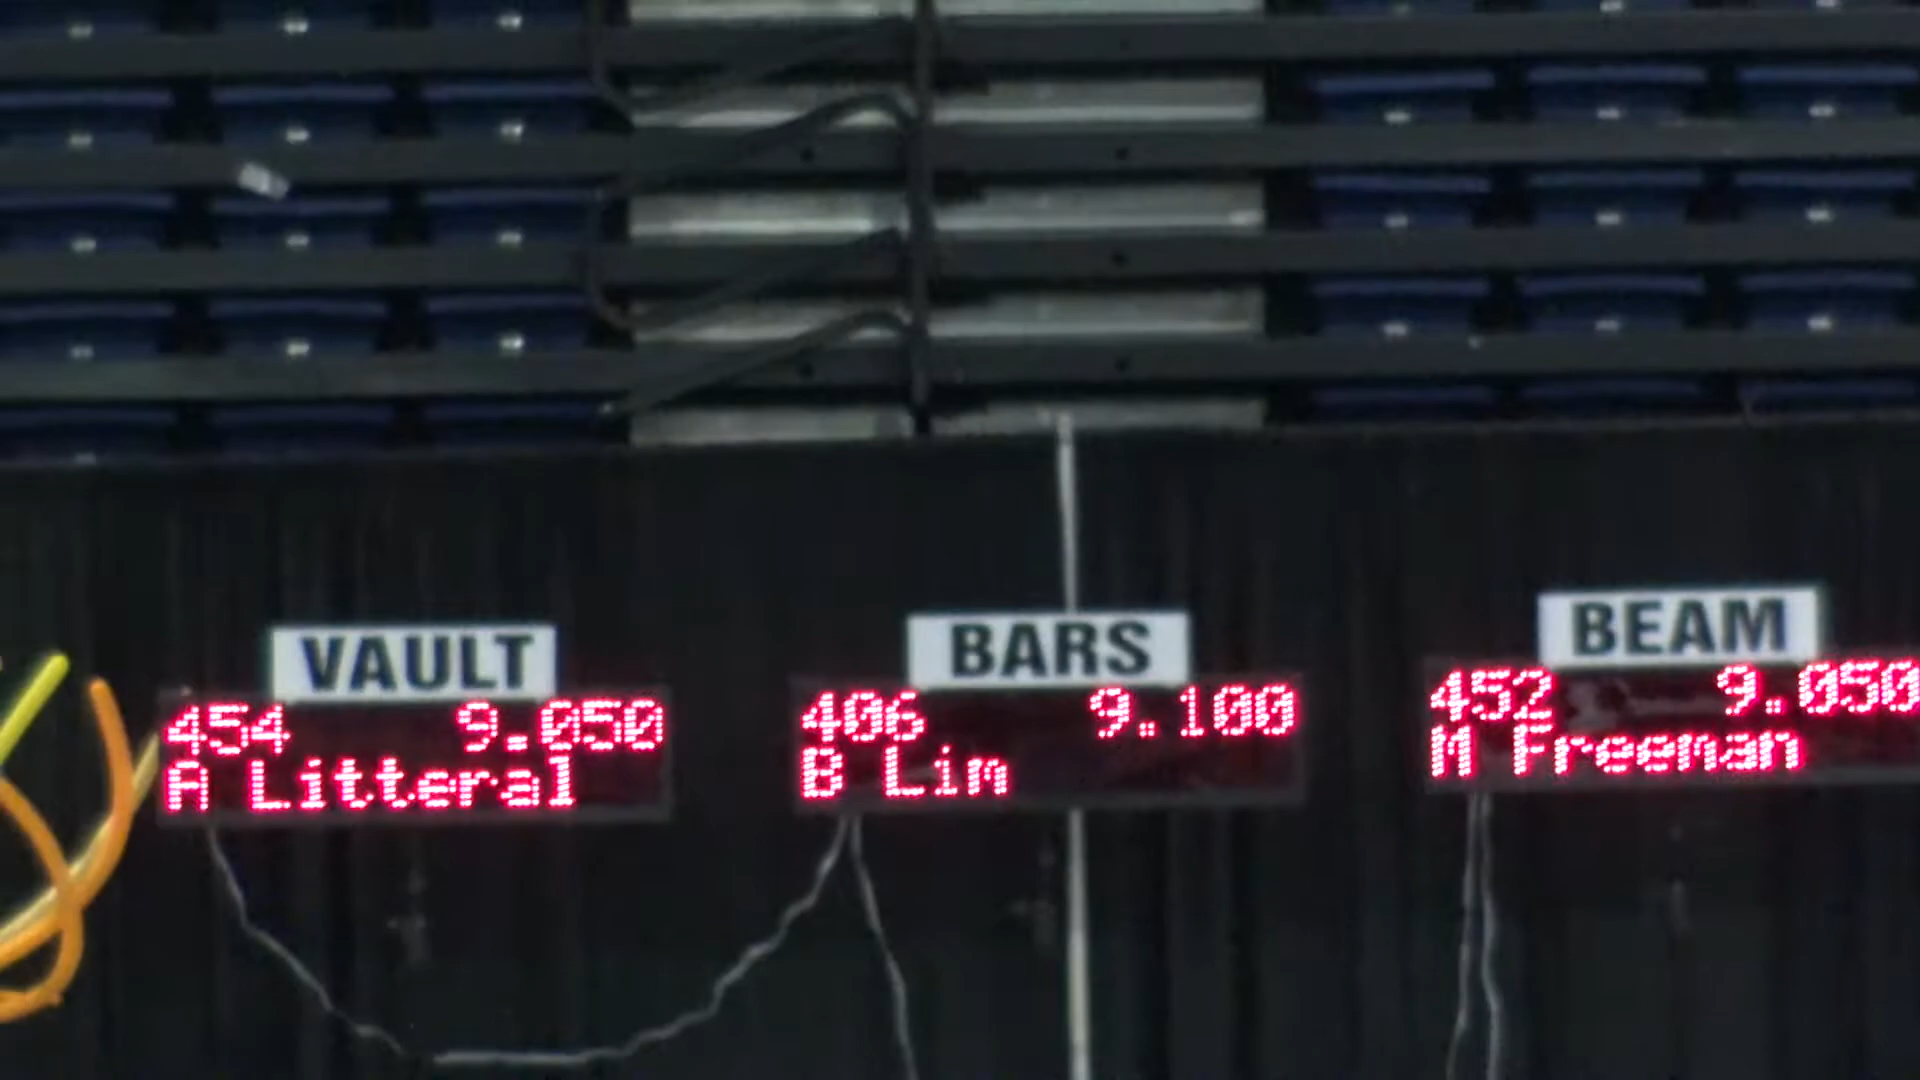 VAULT
454 9.050
A Litteral
BARS
406 9.100
B Lim
BEAM
452 9.050
M Freeman